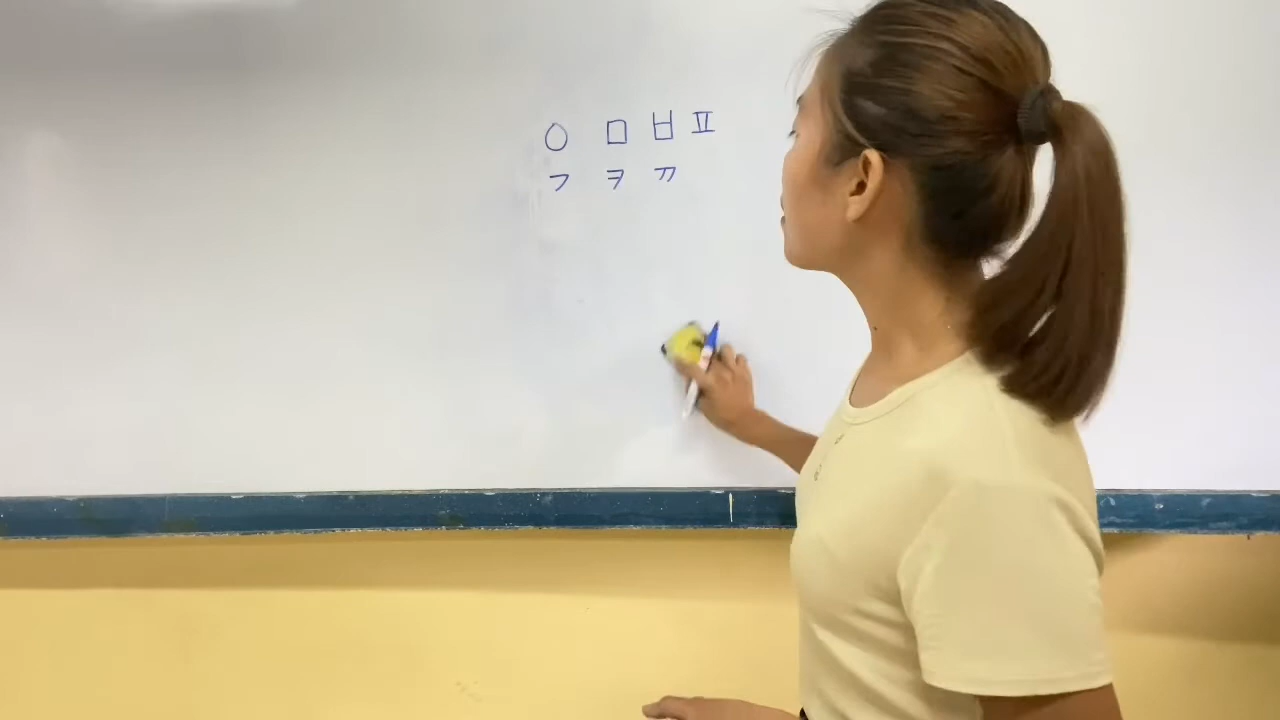 ㅇ ㅁ ㅂ ㅍ
ㄱ ㅋ ㄲ